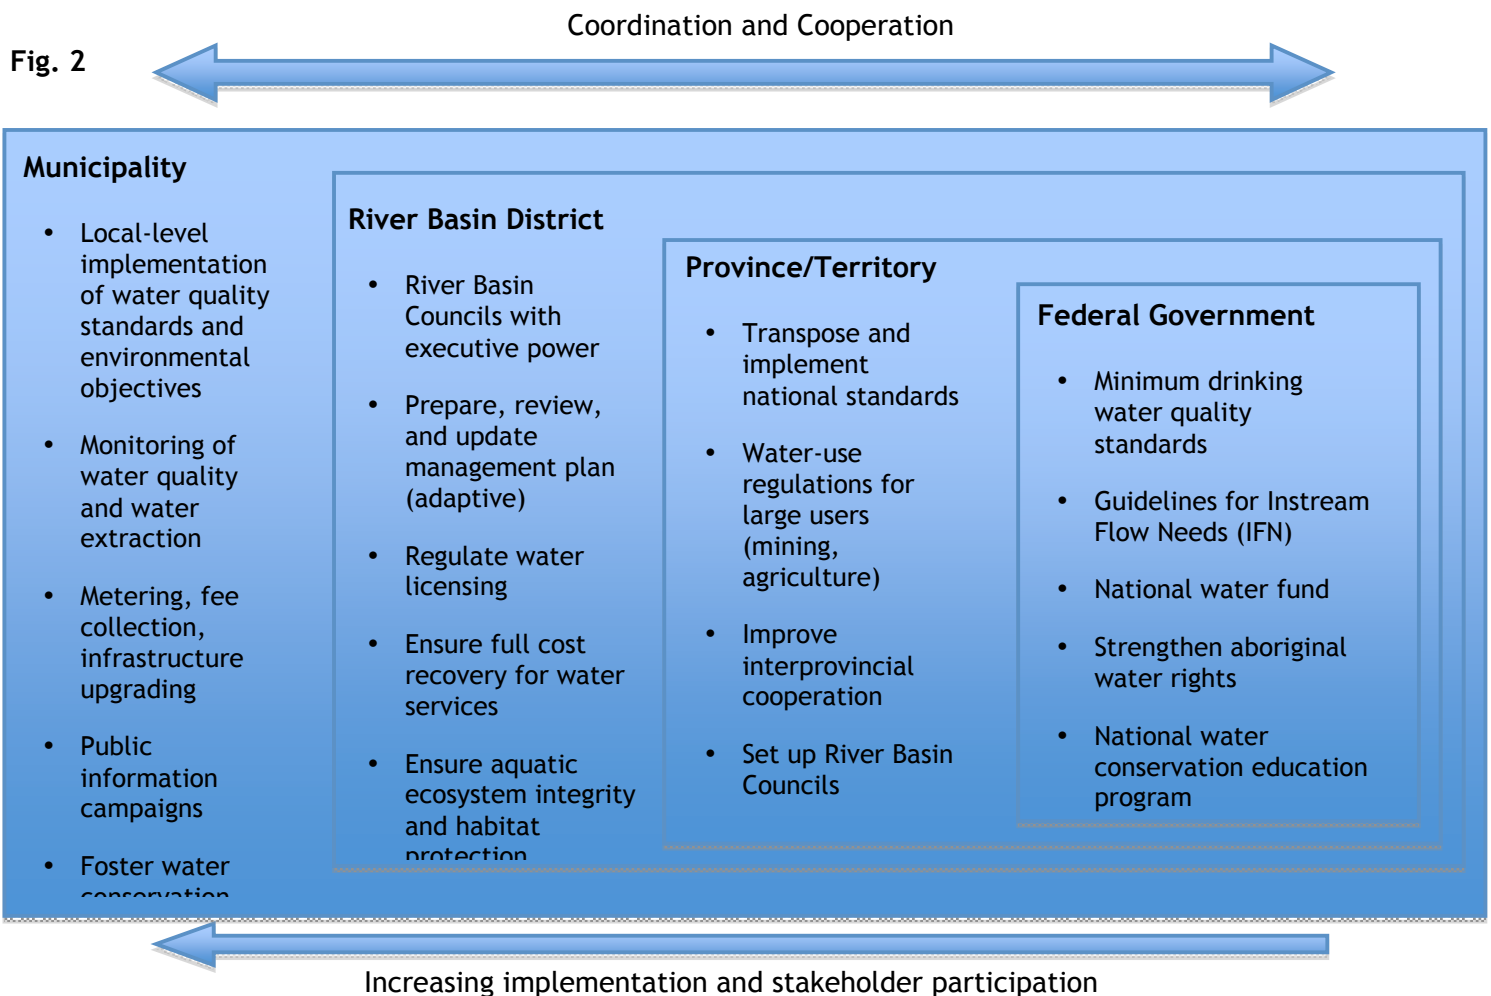 Coordination and Cooperation
Fig. 2
Municipality
• Local-level
implementation
of water quality
standards and
environmental
objectives
• Monitoring of
water quality
and water
extraction
• Metering, fee
collection,
infrastructure
upgrading
• Public
information
campaigns
• Foster water
conservation
River Basin District
• River Basin
Councils with
executive power
• Prepare, review,
and update
management plan
(adaptive)
• Regulate water
licensing
• Ensure full cost
recovery for water
services
• Ensure aquatic
ecosystem integrity
and habitat
protection
Province/Territory
• Transpose and
implement
national standards
• Water-use
regulations for
large users
(mining,
agriculture)
• Improve
interprovincial
cooperation
• Set up River Basin
Councils
Federal Government
• Minimum drinking
water quality
standards
• Guidelines for Instream
Flow Needs (IFN)
• National water fund
• Strengthen aboriginal
water rights
• National water
conservation education
program
Increasing implementation and stakeholder participation